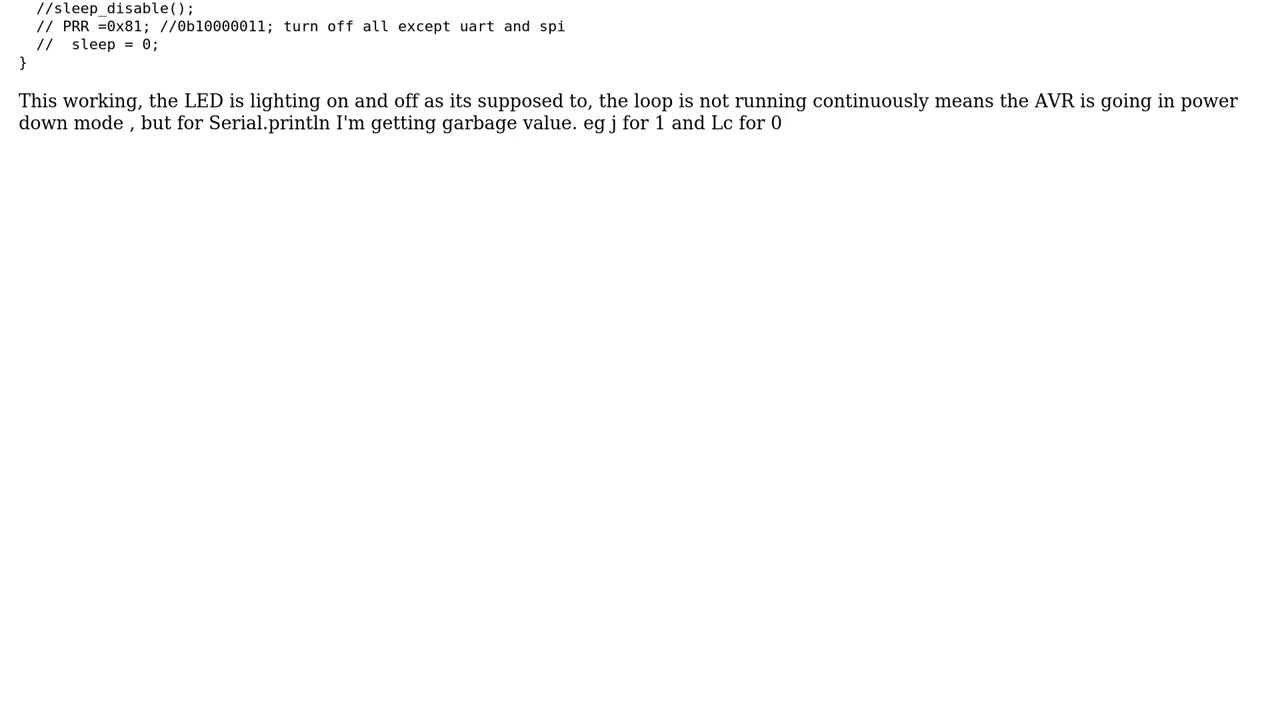 //sleep_disable();
// PRR =0x81; //0b10000011; turn off all except uart and spi
//  sleep = 0;
}
This working, the LED is lighting on and off as its supposed to, the loop is not running continuously means the AVR is going in power
down mode , but for Serial.println I'm getting garbage value. eg j for 1 and Lc for 0